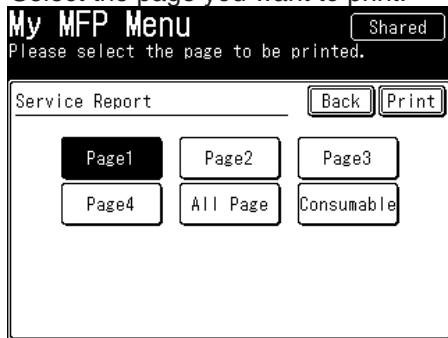 Select the page you want to print.
My MFP Menu
Shared
Please select the page to be printed.
Service Report
Back
Print
Page1
Page2
Page3
Page4
All Page
Consumable